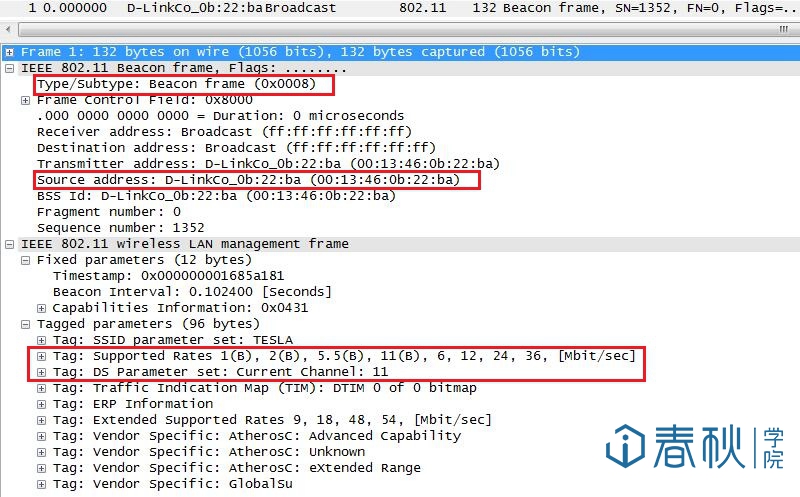 1 0.000000 D-LinkCo_0b:22:ba Broadcast 802.11 132 Beacon frame, SN=1352, FN=0, Flags=...
Frame 1: 132 bytes on wire (1056 bits), 132 bytes captured (1056 bits)
IEEE 802.11 Beacon frame, Flags: ........
Type/Subtype: Beacon frame (0x0008)
Frame Control Field: 0x8000
.000 0000 0000 0000 = Duration: 0 microseconds
Receiver address: Broadcast (ff:ff:ff:ff:ff:ff)
Destination address: Broadcast (ff:ff:ff:ff:ff:ff)
Transmitter address: D-LinkCo_0b:22:ba (00:13:46:0b:22:ba)
Source address: D-LinkCo_0b:22:ba (00:13:46:0b:22:ba)
BSS Id: D-LinkCo_0b:22:ba (00:13:46:0b:22:ba)
Fragment number: 0
Sequence number: 1352
IEEE 802.11 wireless LAN management frame
Fixed parameters (12 bytes)
Timestamp: 0x000000001685a181
Beacon Interval: 0.102400 [Seconds]
Capabilities Information: 0x0431
Tagged parameters (96 bytes)
Tag: SSID parameter set: TESLA
Tag: Supported Rates 1(B), 2(B), 5.5(B), 11(B), 6, 12, 24, 36, [Mbit/sec]
Tag: DS Parameter set: Current Channel: 11
Tag: Traffic Indication Map (TIM): DTIM 0 of 0 bitmap
Tag: ERP Information
Tag: Extended Supported Rates 9, 18, 48, 54, [Mbit/sec]
Tag: Vendor Specific: AtherosC: Advanced Capability
Tag: Vendor Specific: AtherosC: Unknown
Tag: Vendor Specific: AtherosC: eXtended Range
Tag: Vendor Specific: GlobalSu
春秋学院